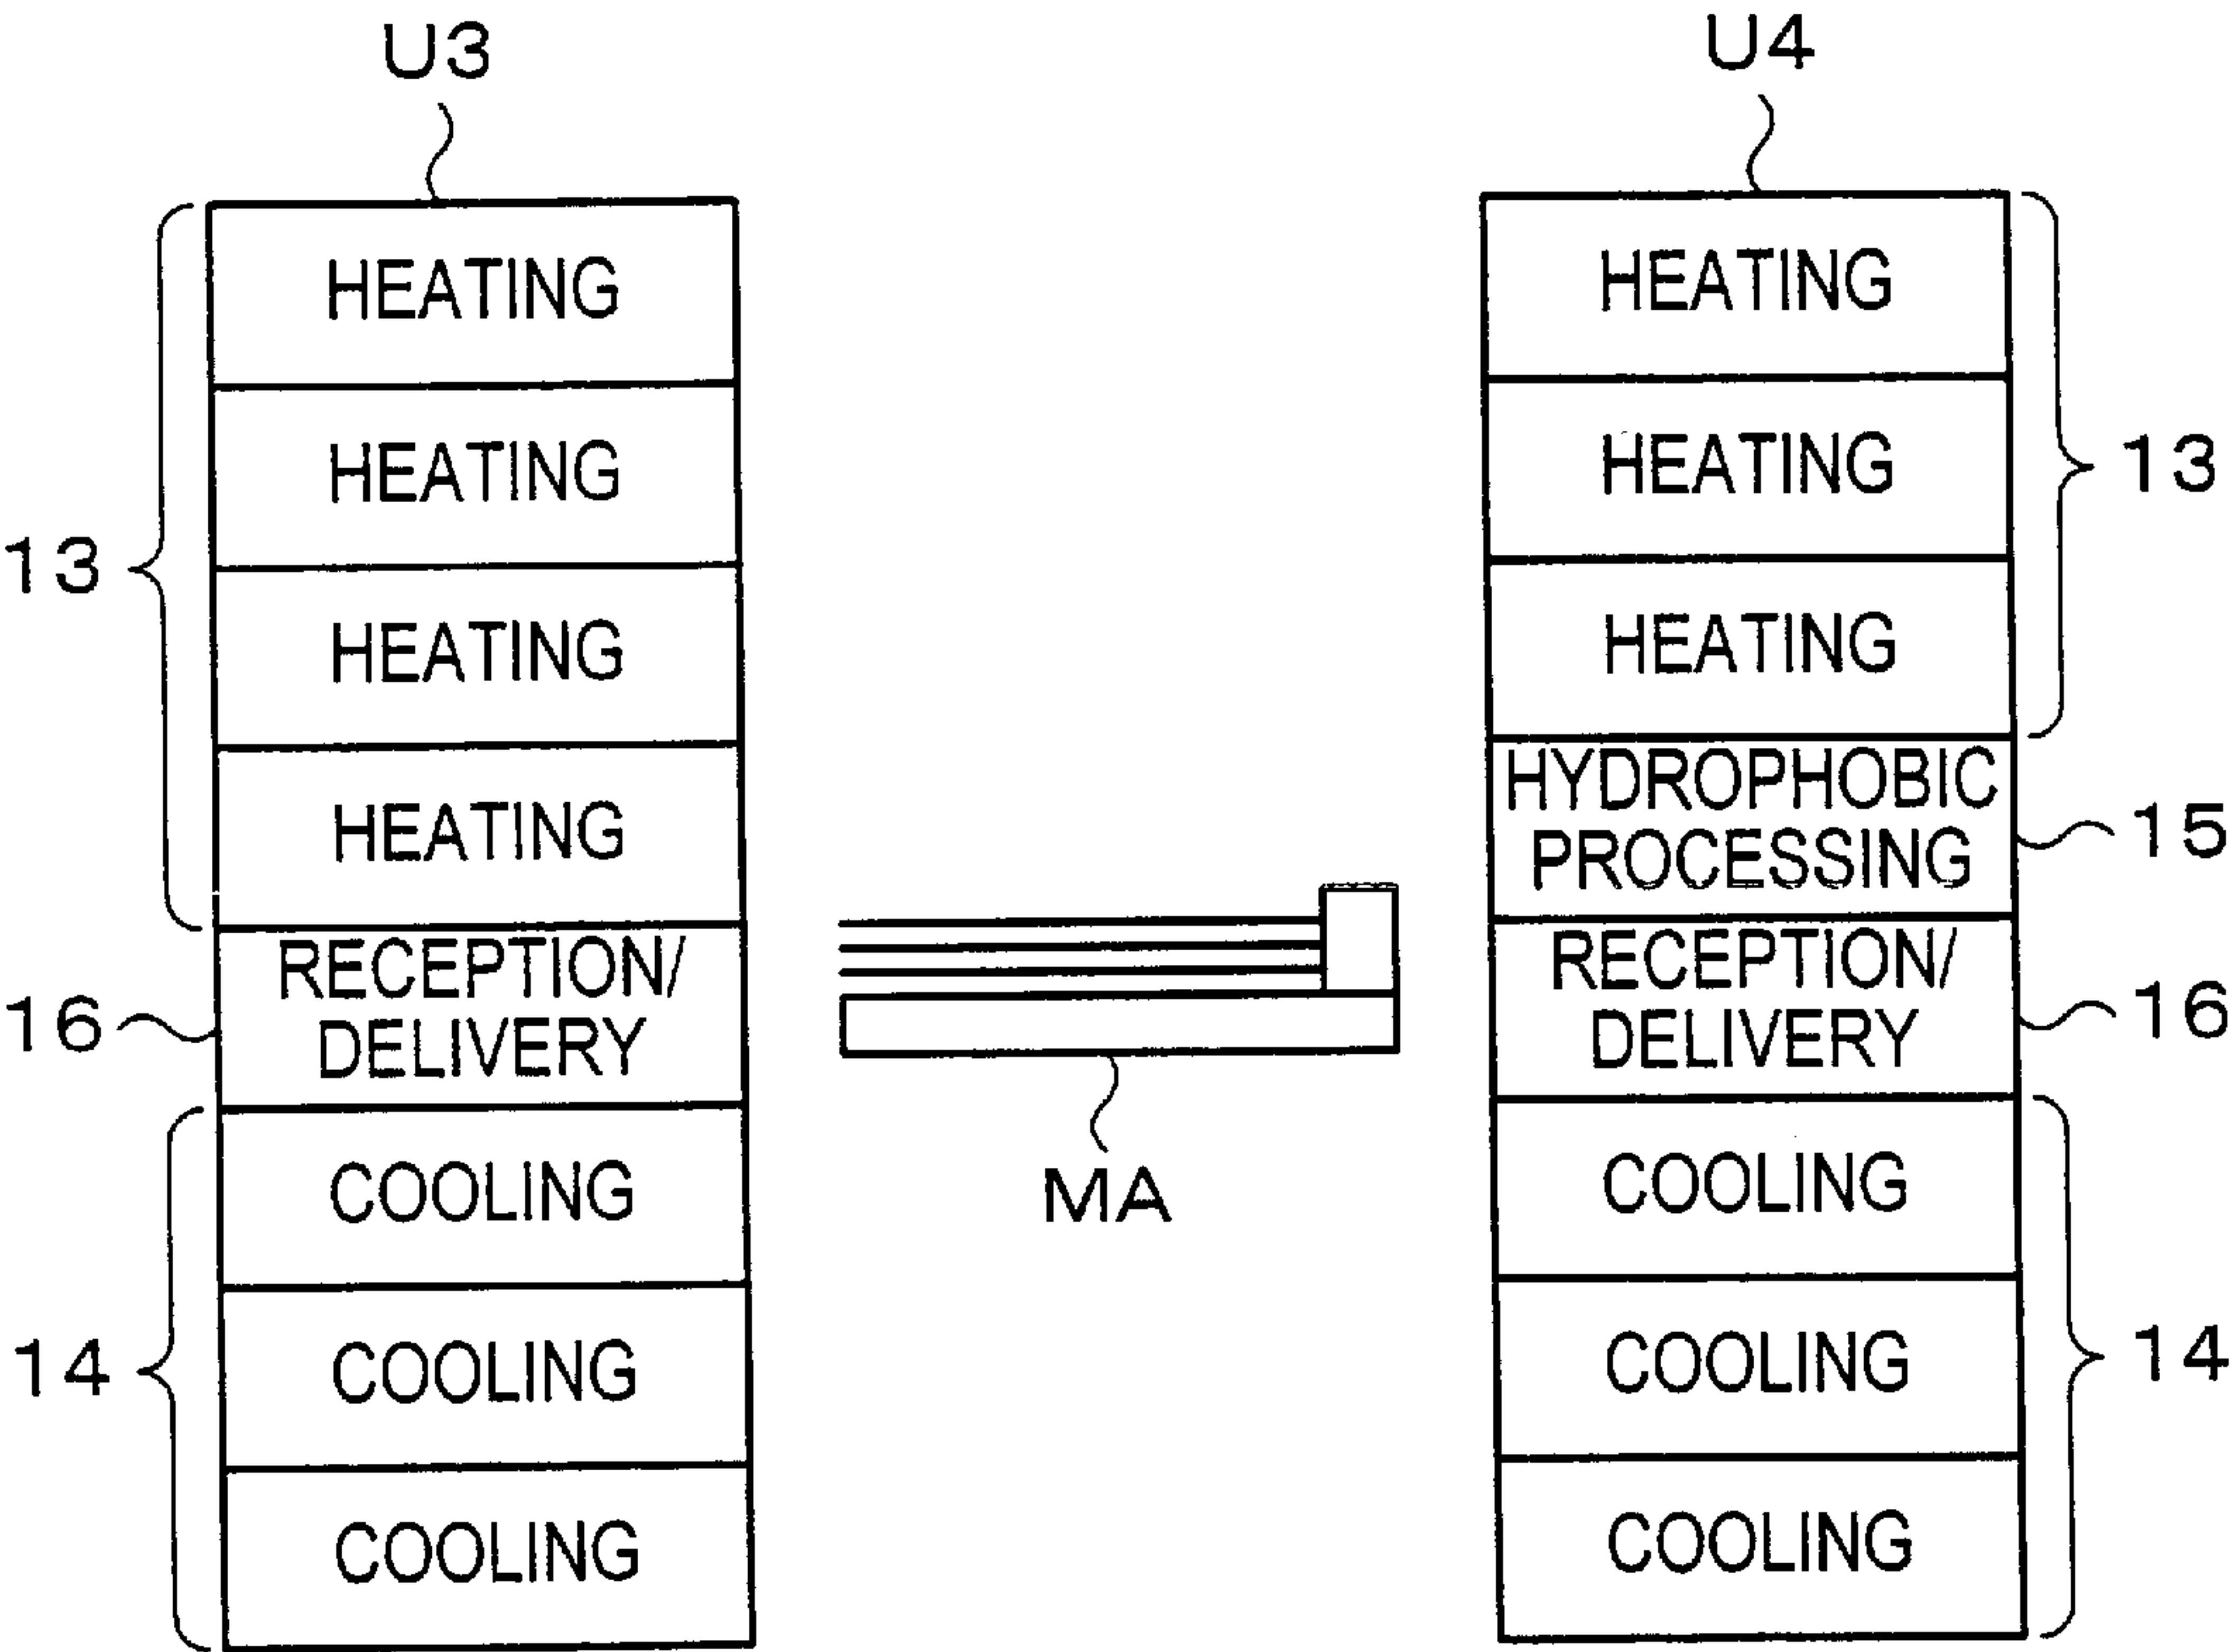 U3
HEATING
HEATING
HEATING
HEATING
RECEPTION/
DELIVERY
COOLING
COOLING
COOLING
13
16
14
MA
U4
HEATING
HEATING
HEATING
HYDROPHOBIC
PROCESSING
RECEPTION/
DELIVERY
COOLING
COOLING
COOLING
13
15
16
14